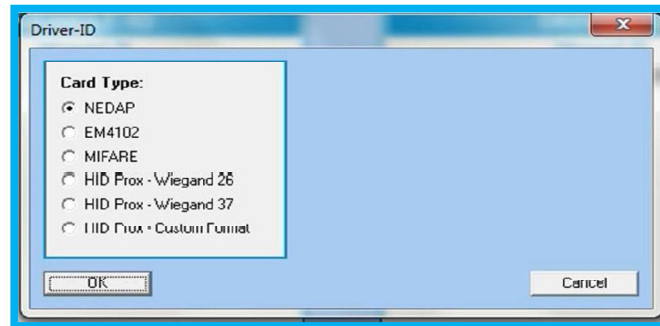 Driver-ID
Card Type:
NEDAP
EM4102
MIFARE
HID Prox - Wiegand 26
HID Prox - Wiegand 37
HID Prox - Custom Format
OK
Cancel